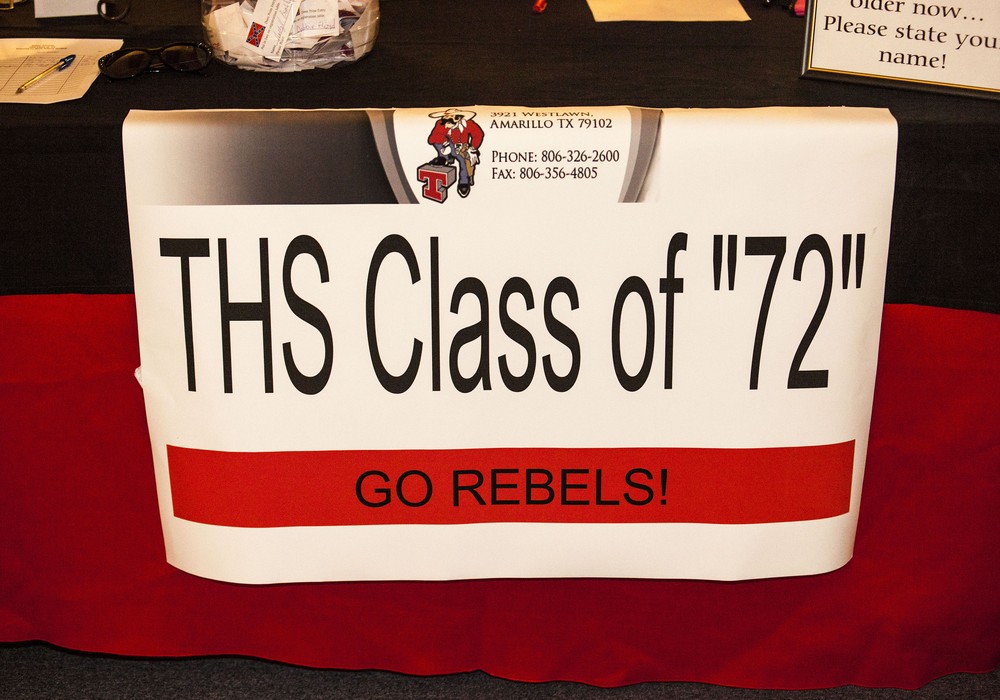 older now...
Please state your
name!
3921 Westlawn,
Amarillo TX 79102
Phone: 806-326-2600
Fax: 806-356-4805
T
THS Class of "72"
GO REBELS!